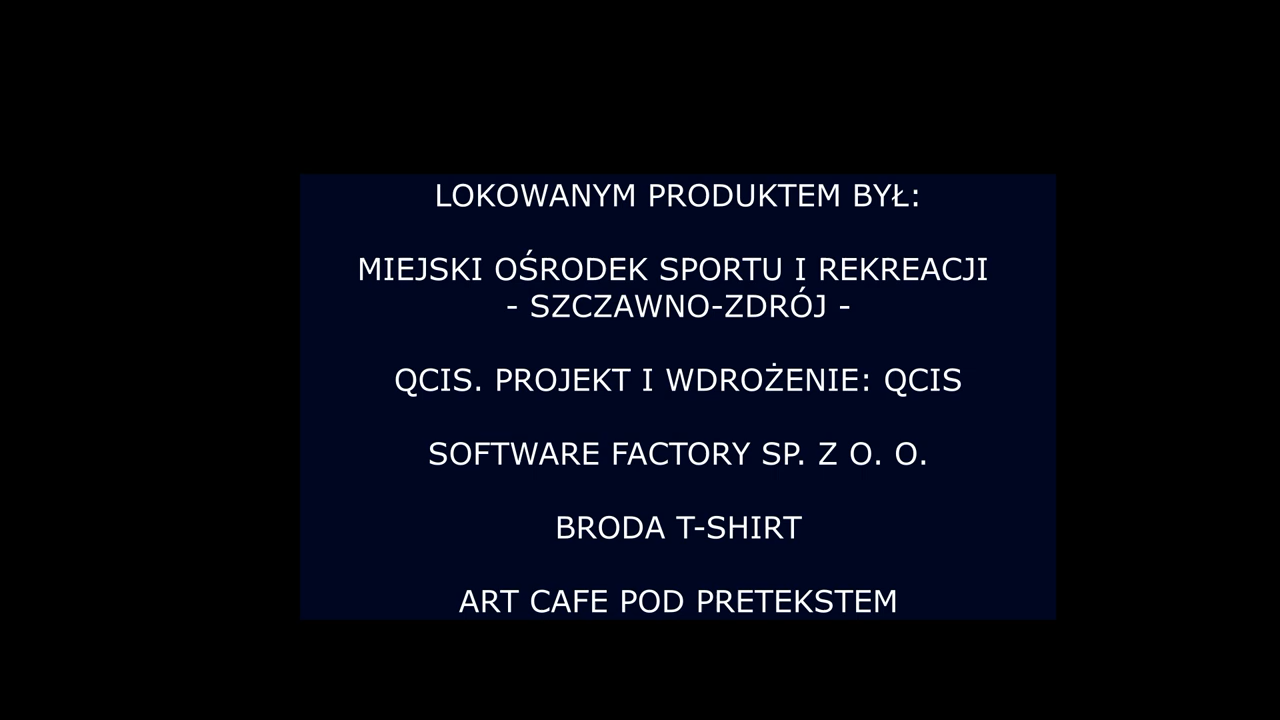 LOKOWANYM PRODUKTEM BYŁ:
MIEJSKI OŚRODEK SPORTU I REKREACJI
- SZCZAWNO-ZDRÓJ -
QCIS. PROJEKT I WDROŻENIE: QCIS
SOFTWARE FACTORY SP. Z O. O.
BRODA T-SHIRT
ART CAFE POD PRETEKSTEM